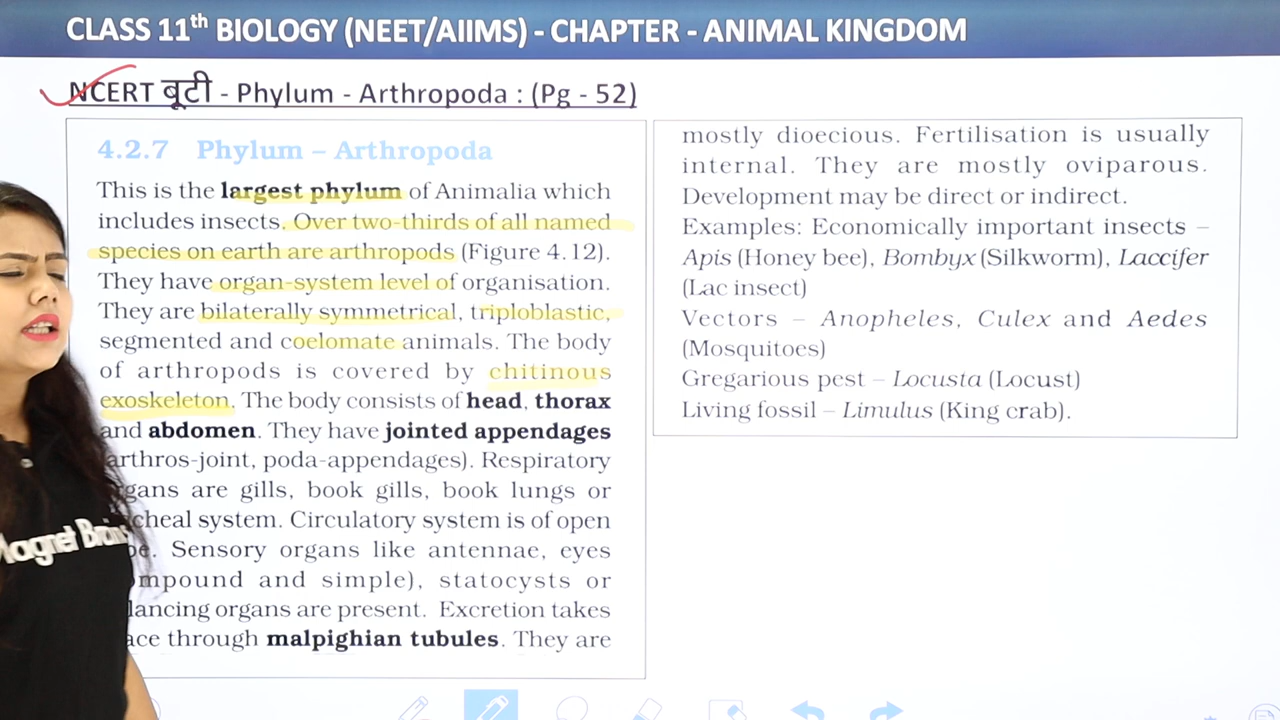 CLASS 11th BIOLOGY (NEET/AIIMS) - CHAPTER - ANIMAL KINGDOM
NCERT बूटी - Phylum - Arthropoda : (Pg - 52)
4.2.7 Phylum – Arthropoda
This is the largest phylum of Animalia which
includes insects. Over two-thirds of all named
species on earth are arthropods (Figure 4.12).
They have organ-system level of organisation.
They are bilaterally symmetrical, triploblastic,
segmented and coelomate animals. The body
of arthropods is covered by chitinous
exoskeleton. The body consists of head, thorax
and abdomen. They have jointed appendages
arthros-joint, poda-appendages). Respiratory
gans are gills, book gills, book lungs or
cheal system. Circulatory system is of open
pe. Sensory organs like antennae, eyes
mpound and simple), statocysts or
lancing organs are present. Excretion takes
ace through malpighian tubules. They are
mostly dioecious. Fertilisation is usually
internal. They are mostly oviparous.
Development may be direct or indirect.
Examples: Economically important insects –
Apis (Honey bee), Bombyx (Silkworm), Laccifer
(Lac insect)
Vectors – Anopheles, Culex and Aedes
(Mosquitoes)
Gregarious pest – Locusta (Locust)
Living fossil – Limulus (King crab).
Magnet Brains